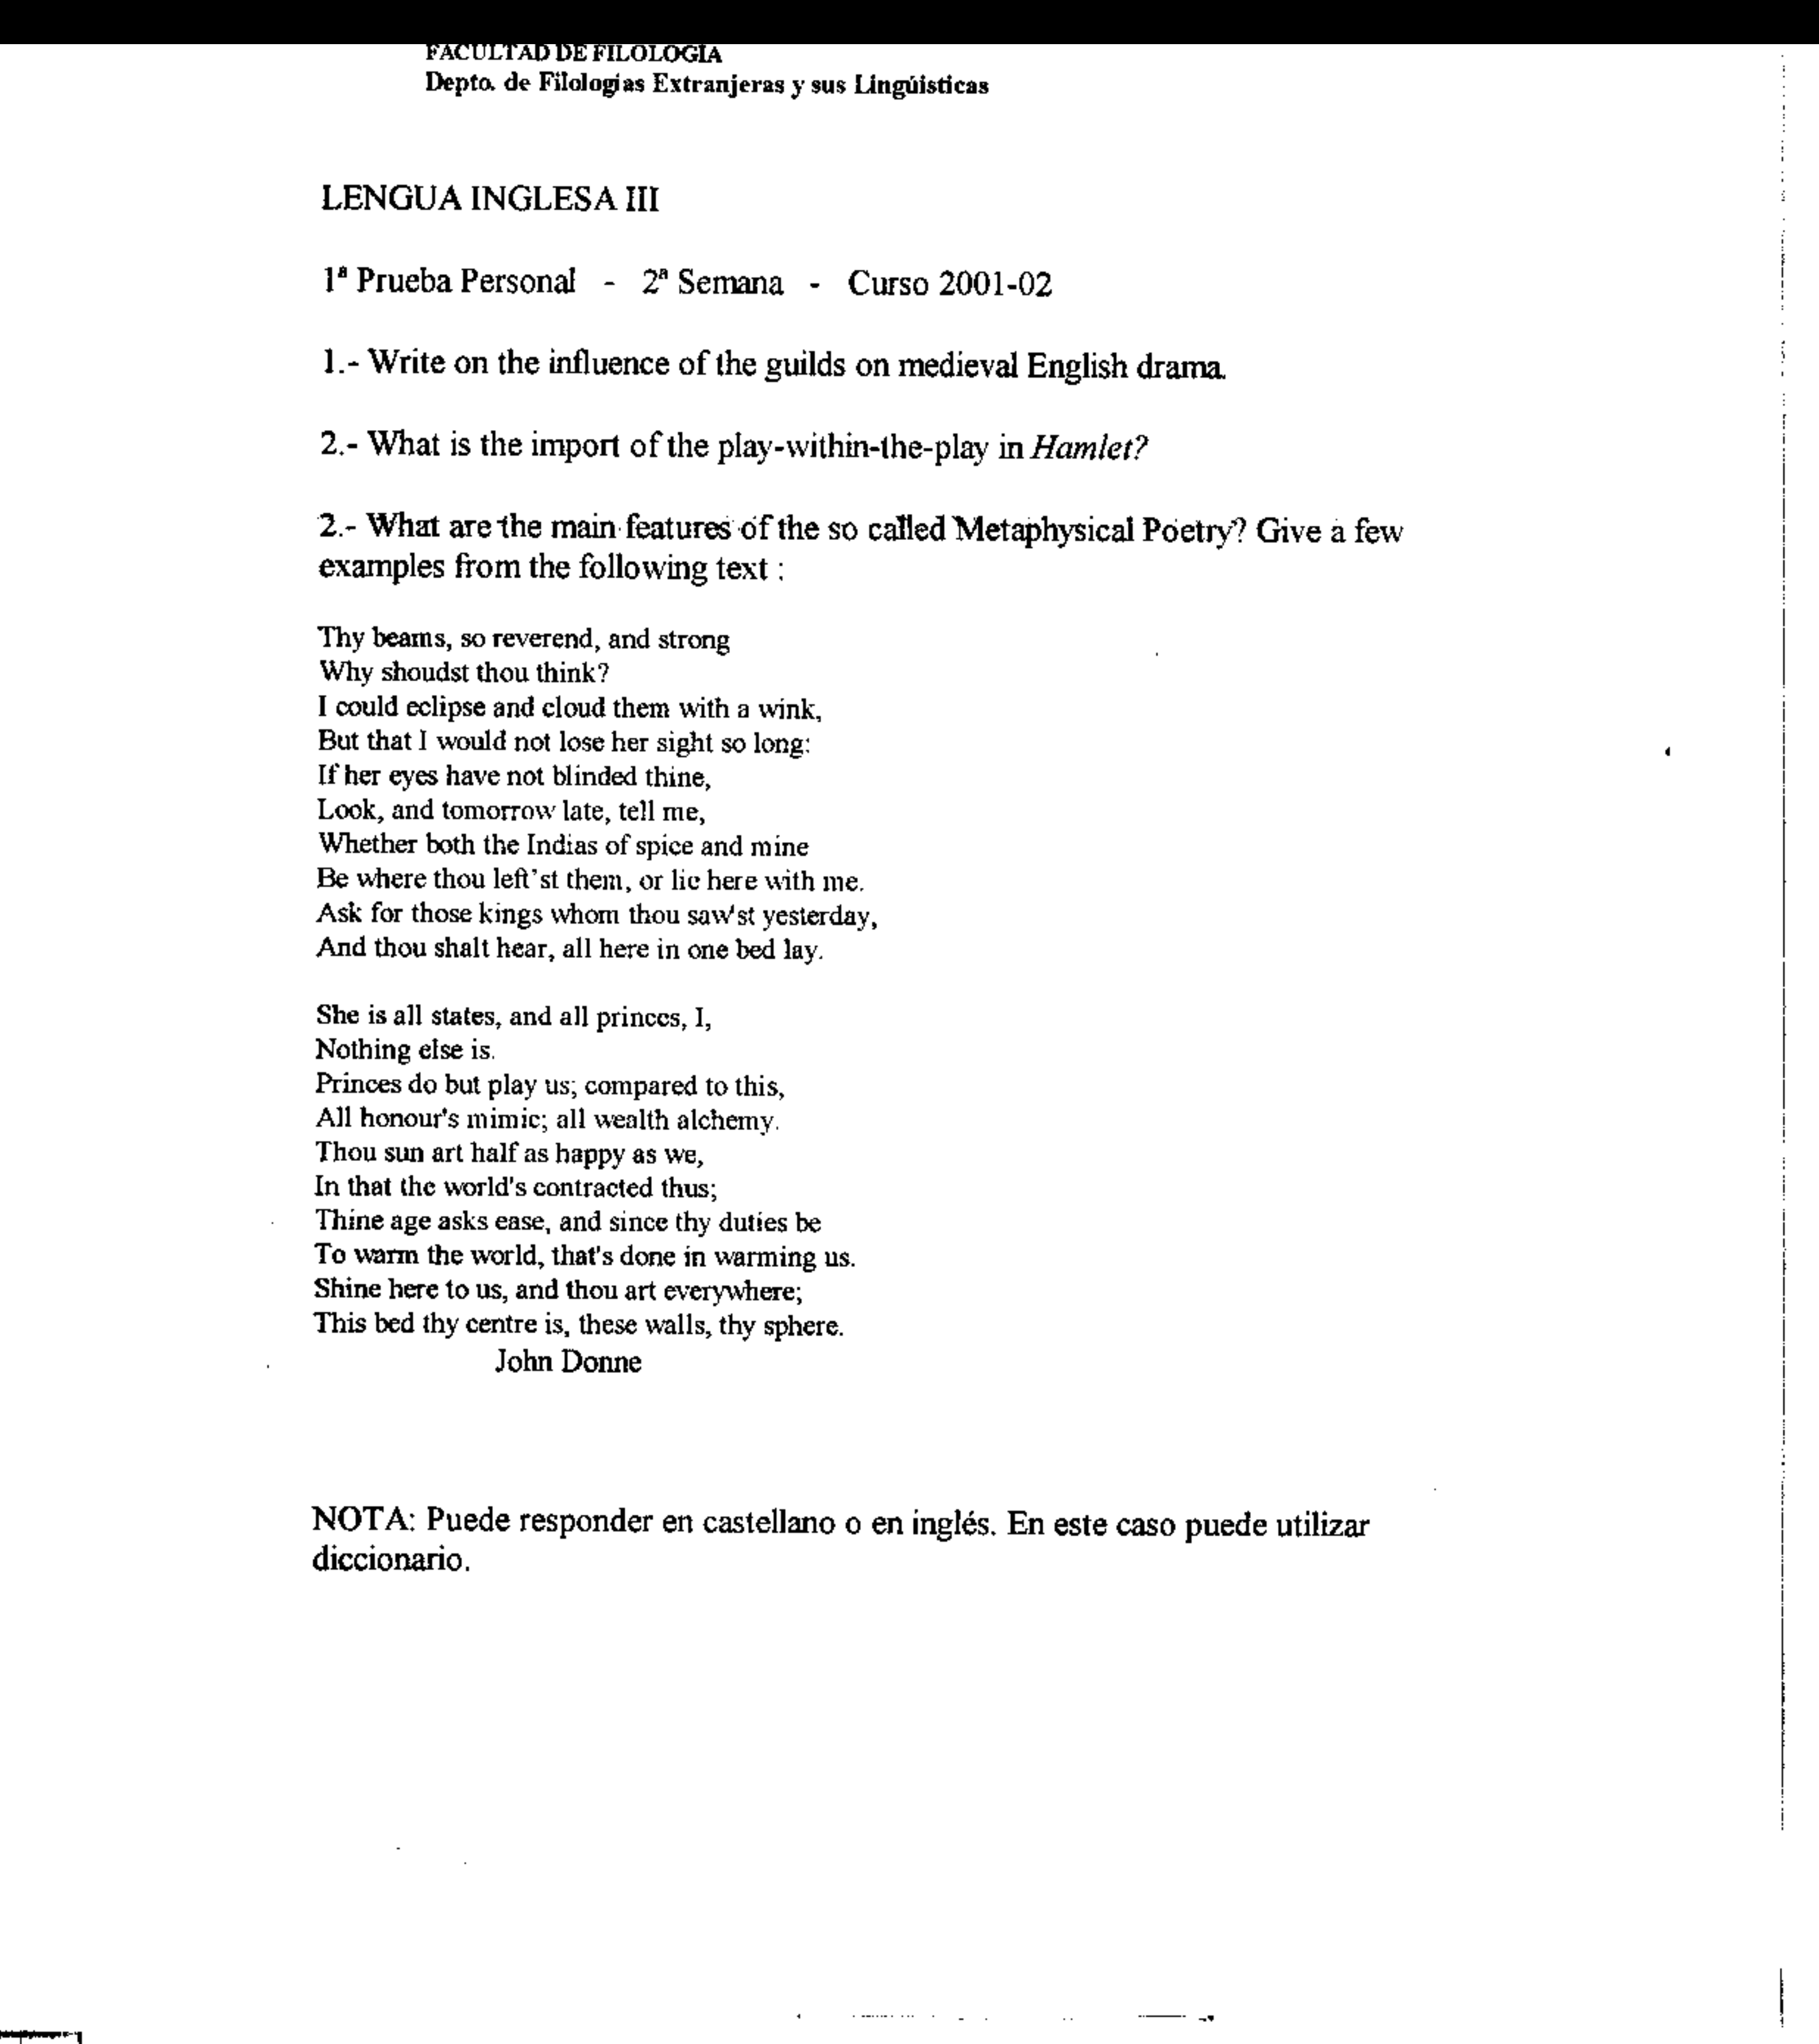 FACULTAD DE FILOLOGÍA
Depto. de Filologías Extranjeras y sus Lingüísticas
LENGUA INGLESA III
1ª Prueba Personal - 2ª Semana - Curso 2001-02
1.- Write on the influence of the guilds on medieval English drama.
2.- What is the import of the play-within-the-play in Hamlet?
2.- What are the main features of the so called Metaphysical Poetry? Give a few
examples from the following text :
Thy beams, so reverend, and strong
Why shoudst thou think?
I could eclipse and cloud them with a wink,
But that I would not lose her sight so long:
If her eyes have not blinded thine,
Look, and tomorrow late, tell me,
Whether both the Indias of spice and mine
Be where thou left'st them, or lie here with me.
Ask for those kings whom thou saw'st yesterday,
And thou shalt hear, all here in one bed lay.
She is all states, and all princes, I,
Nothing else is.
Princes do but play us; compared to this,
All honour's mimic; all wealth alchemy.
Thou sun art half as happy as we,
In that the world's contracted thus;
Thine age asks ease, and since thy duties be
To warm the world, that's done in warming us.
Shine here to us, and thou art everywhere;
This bed thy centre is, these walls, thy sphere.
John Donne
NOTA: Puede responder en castellano o en inglés. En este caso puede utilizar
diccionario.